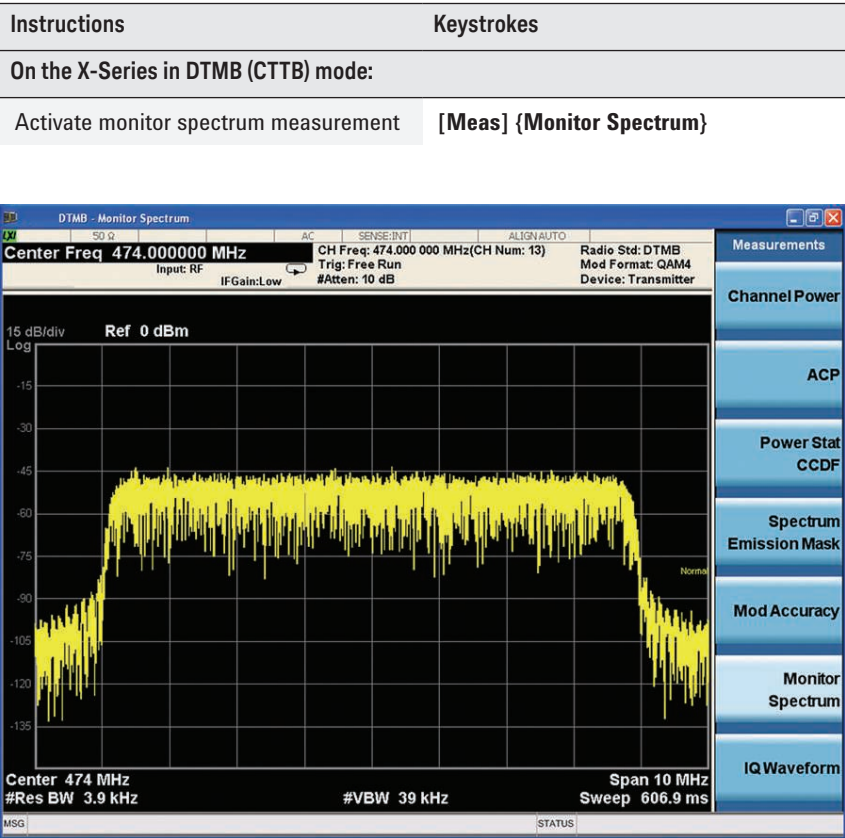 Instructions Keystrokes
On the X-Series in DTMB (CTTB) mode:
Activate monitor spectrum measurement [Meas] {Monitor Spectrum}
DTMB - Monitor Spectrum
LXI 50 Ω AC SENSE:INT ALIGN AUTO
Center Freq 474.000000 MHz
Input: RF
IFGain:Low
CH Freq: 474.000 000 MHz(CH Num: 13)
Trig: Free Run
#Atten: 10 dB
Radio Std: DTMB
Mod Format: QAM4
Device: Transmitter
15 dB/div Ref 0 dBm
Log
-15
-30
-45
-60
-75
-90
-105
-120
-135
Normal
Center 474 MHz Span 10 MHz
#Res BW 3.9 kHz #VBW 39 kHz Sweep 606.9 ms
MSG STATUS
Measurements
Channel Power
ACP
Power Stat
CCDF
Spectrum
Emission Mask
Mod Accuracy
Monitor
Spectrum
IQ Waveform